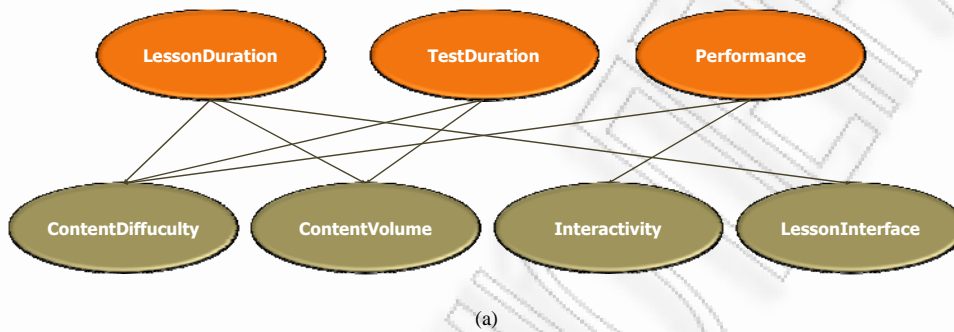 LessonDuration TestDuration Performance
ContentDiffuculty ContentVolume Interactivity LessonInterface
(a)